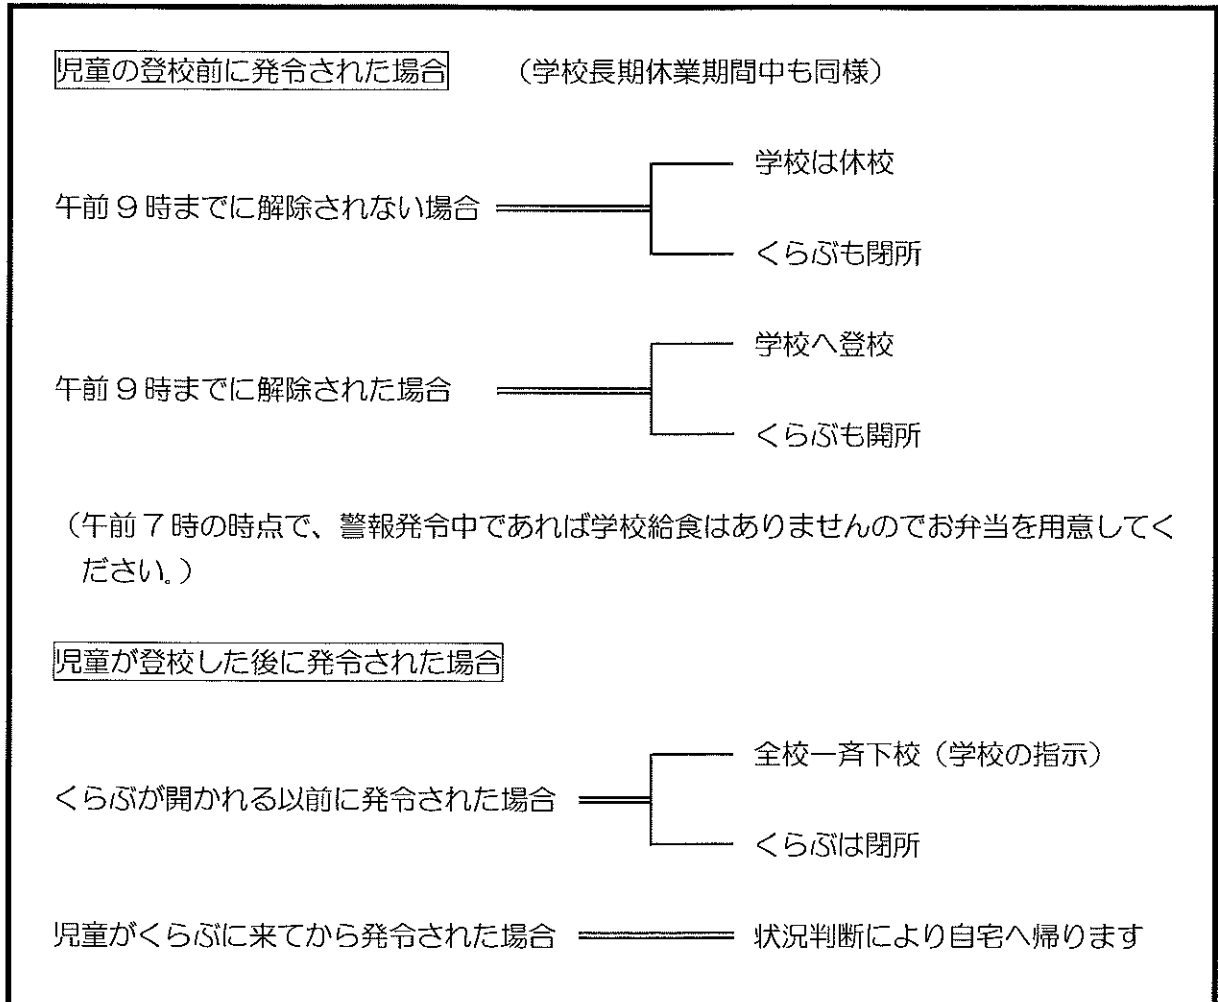 児童の登校前に発令された場合　（学校長期休業期間中も同様）
学校は休校
午前９時までに解除されない場合
くらぶも閉所
学校へ登校
午前９時までに解除された場合
くらぶも開所
（午前７時の時点で、警報発令中であれば学校給食はありませんのでお弁当を用意してく
ださい。）
児童が登校した後に発令された場合
全校一斉下校（学校の指示）
くらぶが開かれる以前に発令された場合
くらぶは閉所
児童がくらぶに来てから発令された場合　状況判断により自宅へ帰ります